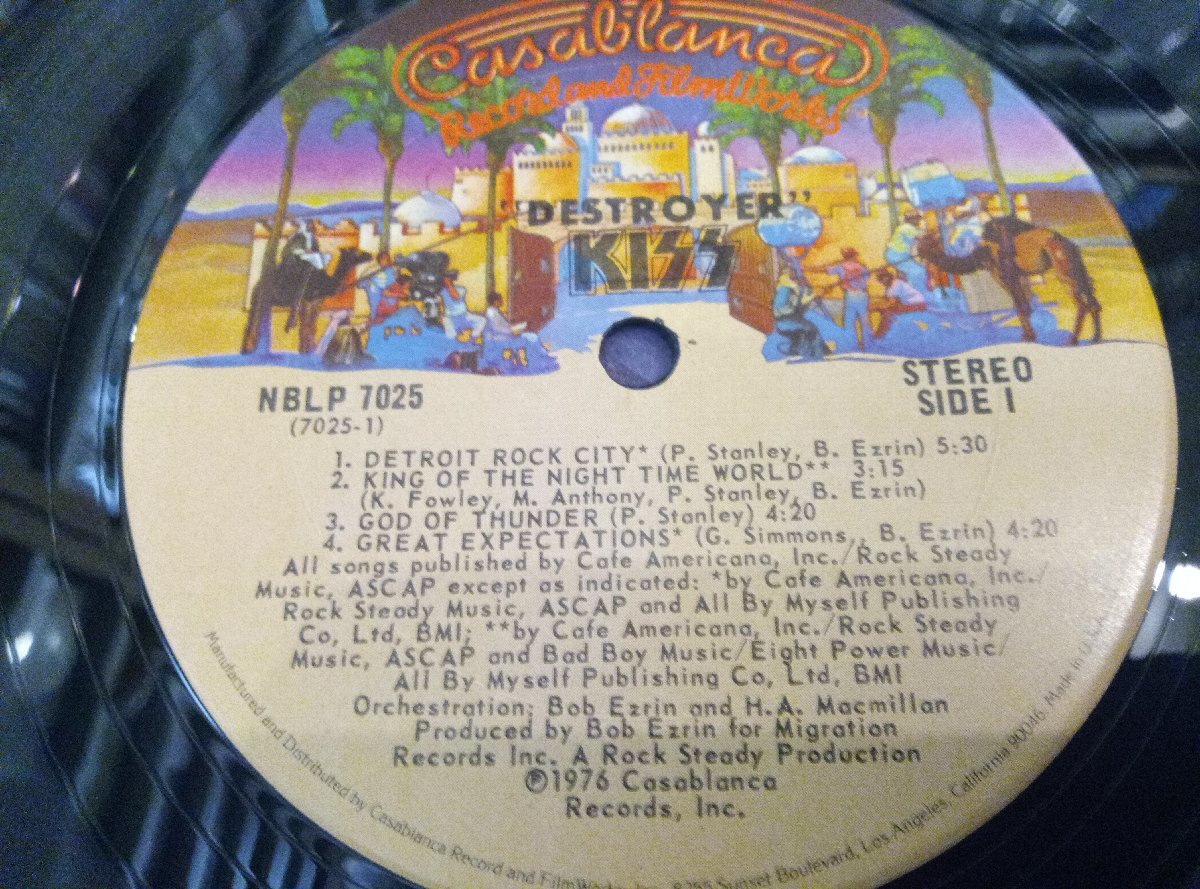 Casablanca
Record and FilmWorks
"DESTROYER"
KISS
NBLP 7025
(7025-1)
STEREO
SIDE 1
1. DETROIT ROCK CITY* (P. Stanley, B. Ezrin) 5:30
2. KING OF THE NIGHT TIME WORLD** 3:15
(K. Fowley, M. Anthony, P. Stanley, B. Ezrin)
3. GOD OF THUNDER (P. Stanley) 4:20
4. GREAT EXPECTATIONS* (G. Simmons, B. Ezrin) 4:20
All songs published by Cafe Americana, Inc./Rock Steady
Music, ASCAP except as indicated: *by Cafe Americana, Inc./
Rock Steady Music, ASCAP and All By Myself Publishing
Co, Ltd, BMI; **by Cafe Americana, Inc./Rock Steady
Music, ASCAP and Bad Boy Music/Eight Power Music/
All By Myself Publishing Co, Ltd, BMI
Orchestration: Bob Ezrin and H.A. Macmillan
Produced by Bob Ezrin for Migration
Records Inc. A Rock Steady Production
℗1976 Casablanca
Records, Inc.
Manufactured and Distributed by Casablanca Record and FilmWorks, Sunset Boulevard, Los Angeles, California 90046. Made in U.S.A.